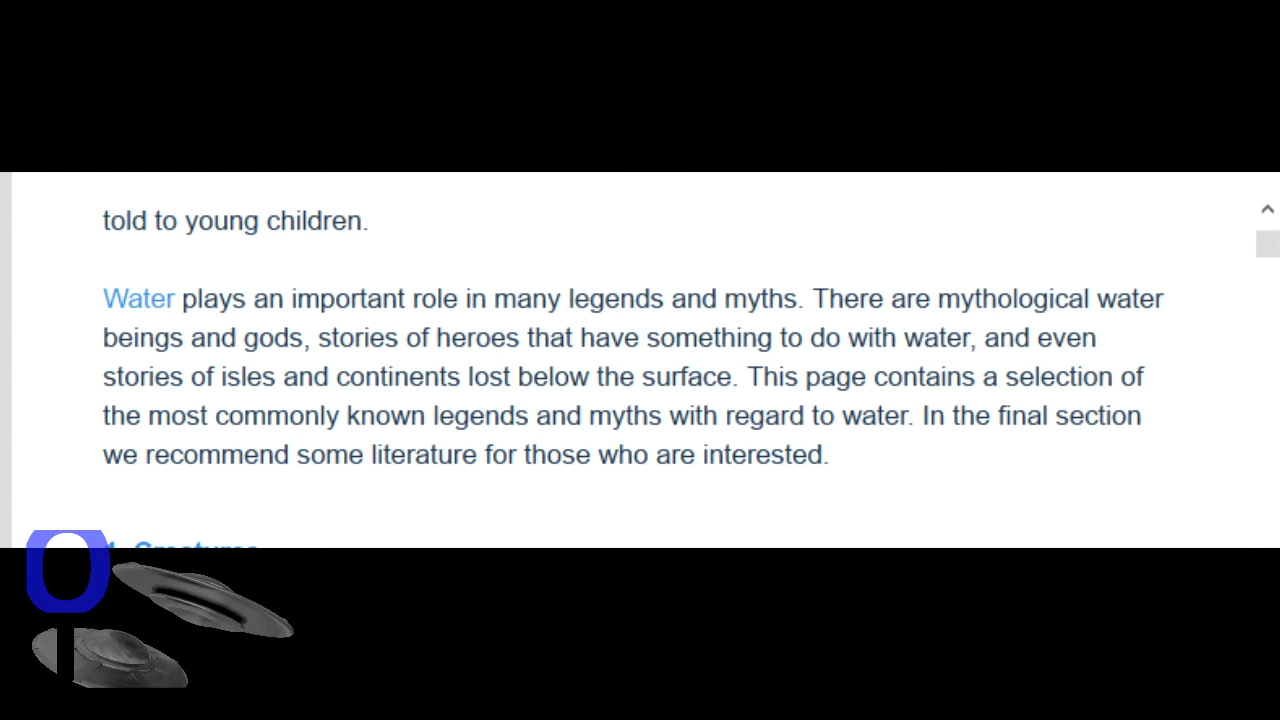 told to young children.
Water plays an important role in many legends and myths. There are mythological water
beings and gods, stories of heroes that have something to do with water, and even
stories of isles and continents lost below the surface. This page contains a selection of
the most commonly known legends and myths with regard to water. In the final section
we recommend some literature for those who are interested.
1. Creatures
O